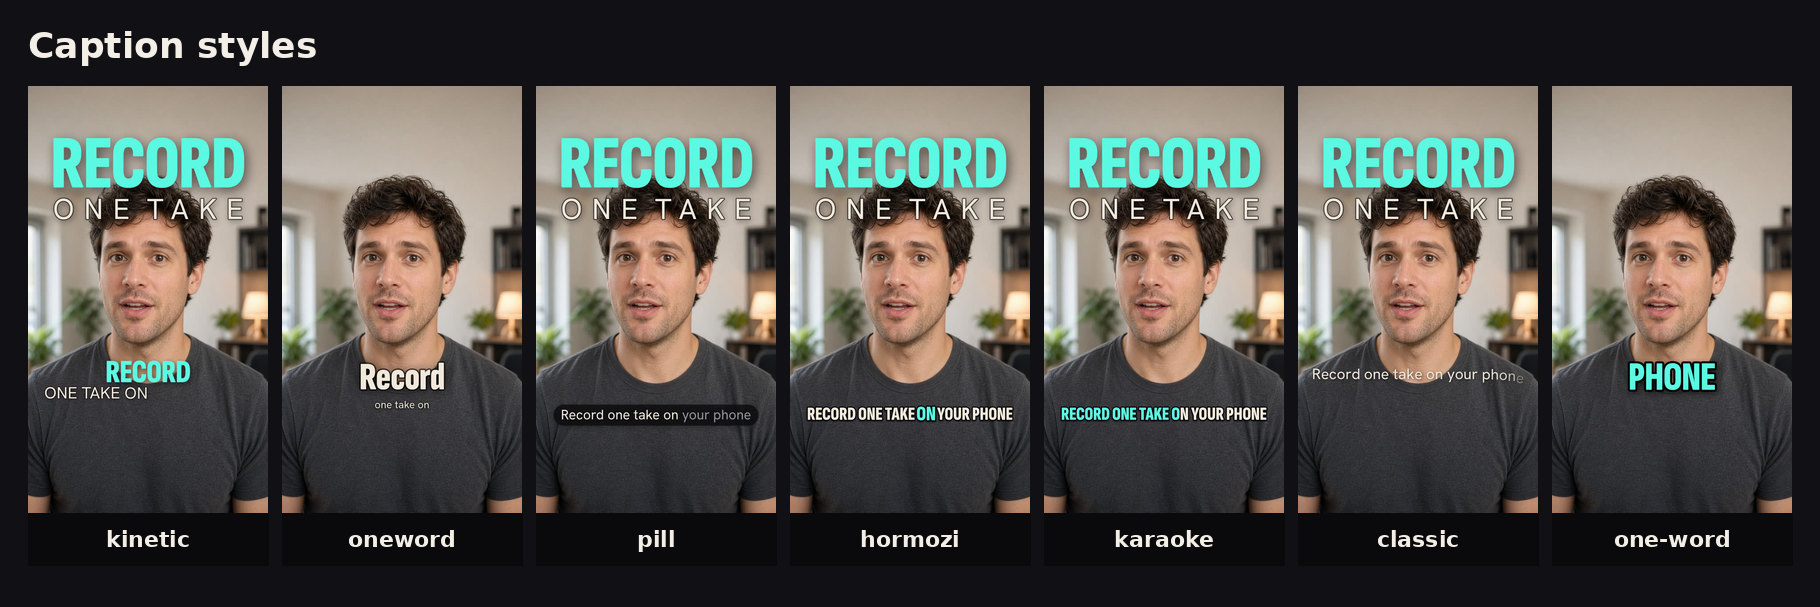 Caption styles
RECORD
ONE TAKE
RECORD
ONE TAKE ON
kinetic
Record
one take on
oneword
RECORD
ONE TAKE
Record one take on your phone
pill
RECORD
ONE TAKE
RECORD ONE TAKE ON YOUR PHONE
hormozi
RECORD
ONE TAKE
RECORD ONE TAKE ON YOUR PHONE
karaoke
RECORD
ONE TAKE
Record one take on your phone
classic
PHONE
one-word